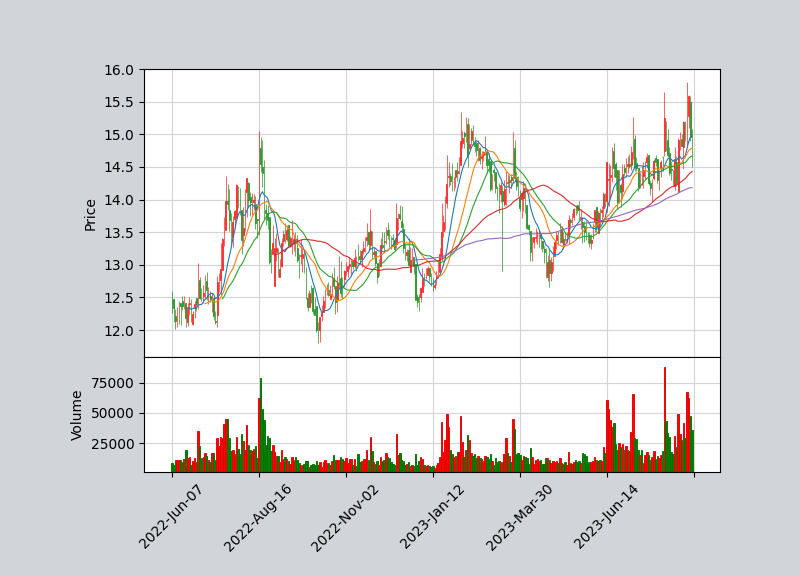 16.0
15.5
15.0
14.5
14.0
13.5
13.0
12.5
12.0
Price
75000
50000
25000
Volume
2022-Jun-07
2022-Aug-16
2022-Nov-02
2023-Jan-12
2023-Mar-30
2023-Jun-14